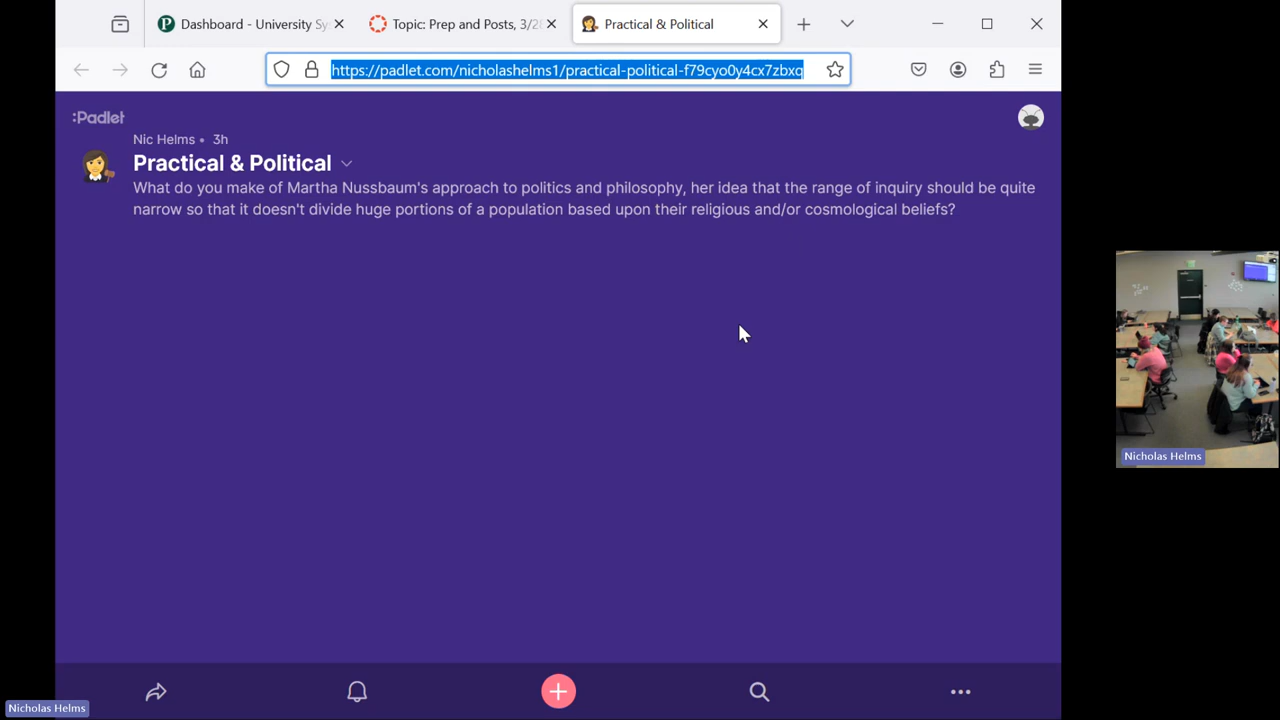 Dashboard - University Sy
Topic: Prep and Posts, 3/28
Practical & Political
https://padlet.com/nicholashelms1/practical-political-f79cyo0y4cx7zbxq
:Padlet
Nic Helms • 3h
Practical & Political
What do you make of Martha Nussbaum's approach to politics and philosophy, her idea that the range of inquiry should be quite
narrow so that it doesn't divide huge portions of a population based upon their religious and/or cosmological beliefs?
Nicholas Helms
Nicholas Helms